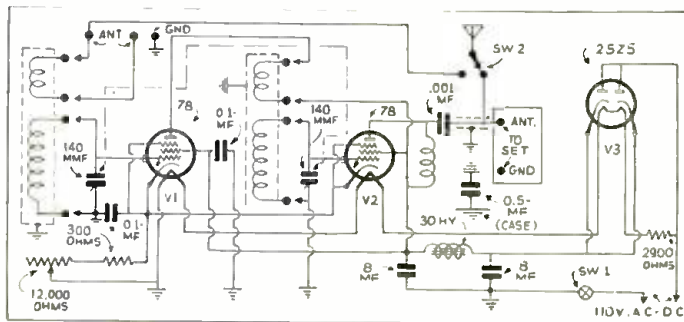 ANT
GND
SW 2
25Z5
78
0.1-
MF
140
MMF
78
.001
MF
ANT.
TO
SET
GND
V3
140
MMF
V1
V2
0.5-
MF
(CASE)
0.1-
MF
300
OHMS
30 HY
8
MF
8
MF
SW 1
2900
OHMS
12,000
OHMS
110V. AC-DC